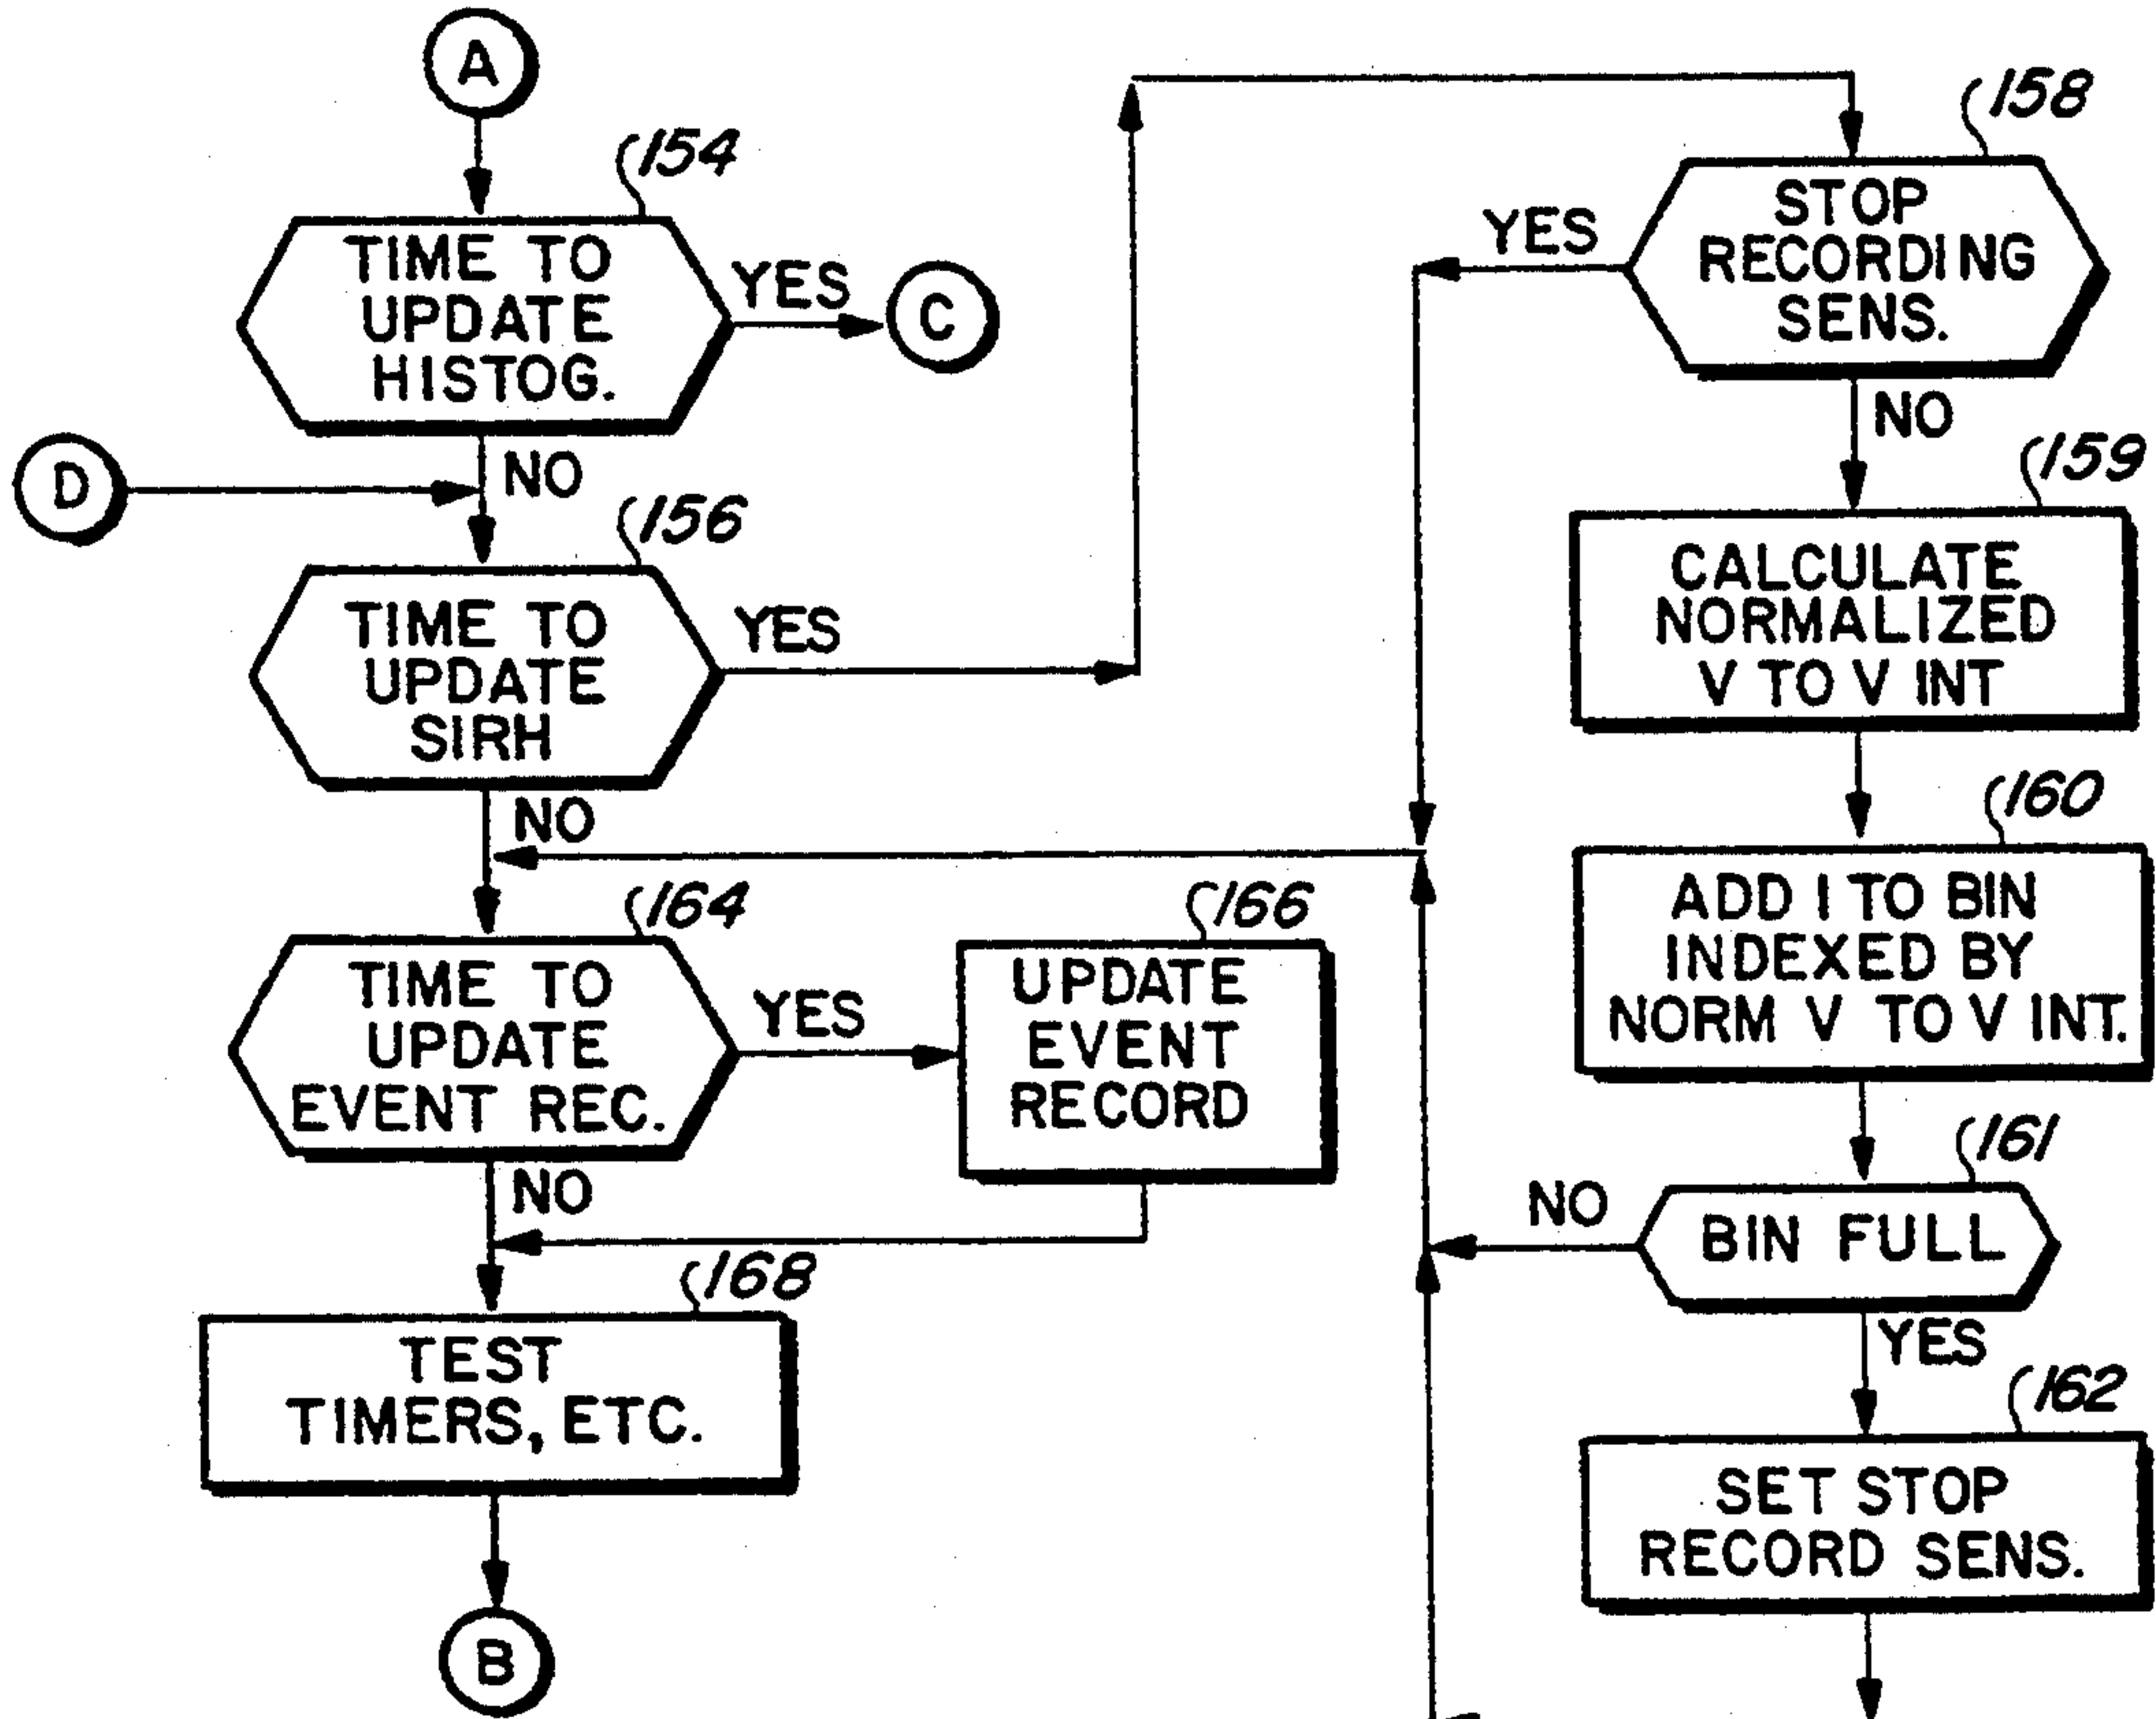 A
154
TIME TO
UPDATE
HISTOG.
YES
C
NO
D
156
TIME TO
UPDATE
SIRH
YES
NO
164
TIME TO
UPDATE
EVENT REC.
YES
166
UPDATE
EVENT
RECORD
NO
168
TEST
TIMERS, ETC.
B
158
STOP
RECORDING
SENS.
YES
NO
159
CALCULATE
NORMALIZED
V TO V INT
160
ADD 1 TO BIN
INDEXED BY
NORM V TO V INT.
161
BIN FULL
NO
YES
162
SET STOP
RECORD SENS.